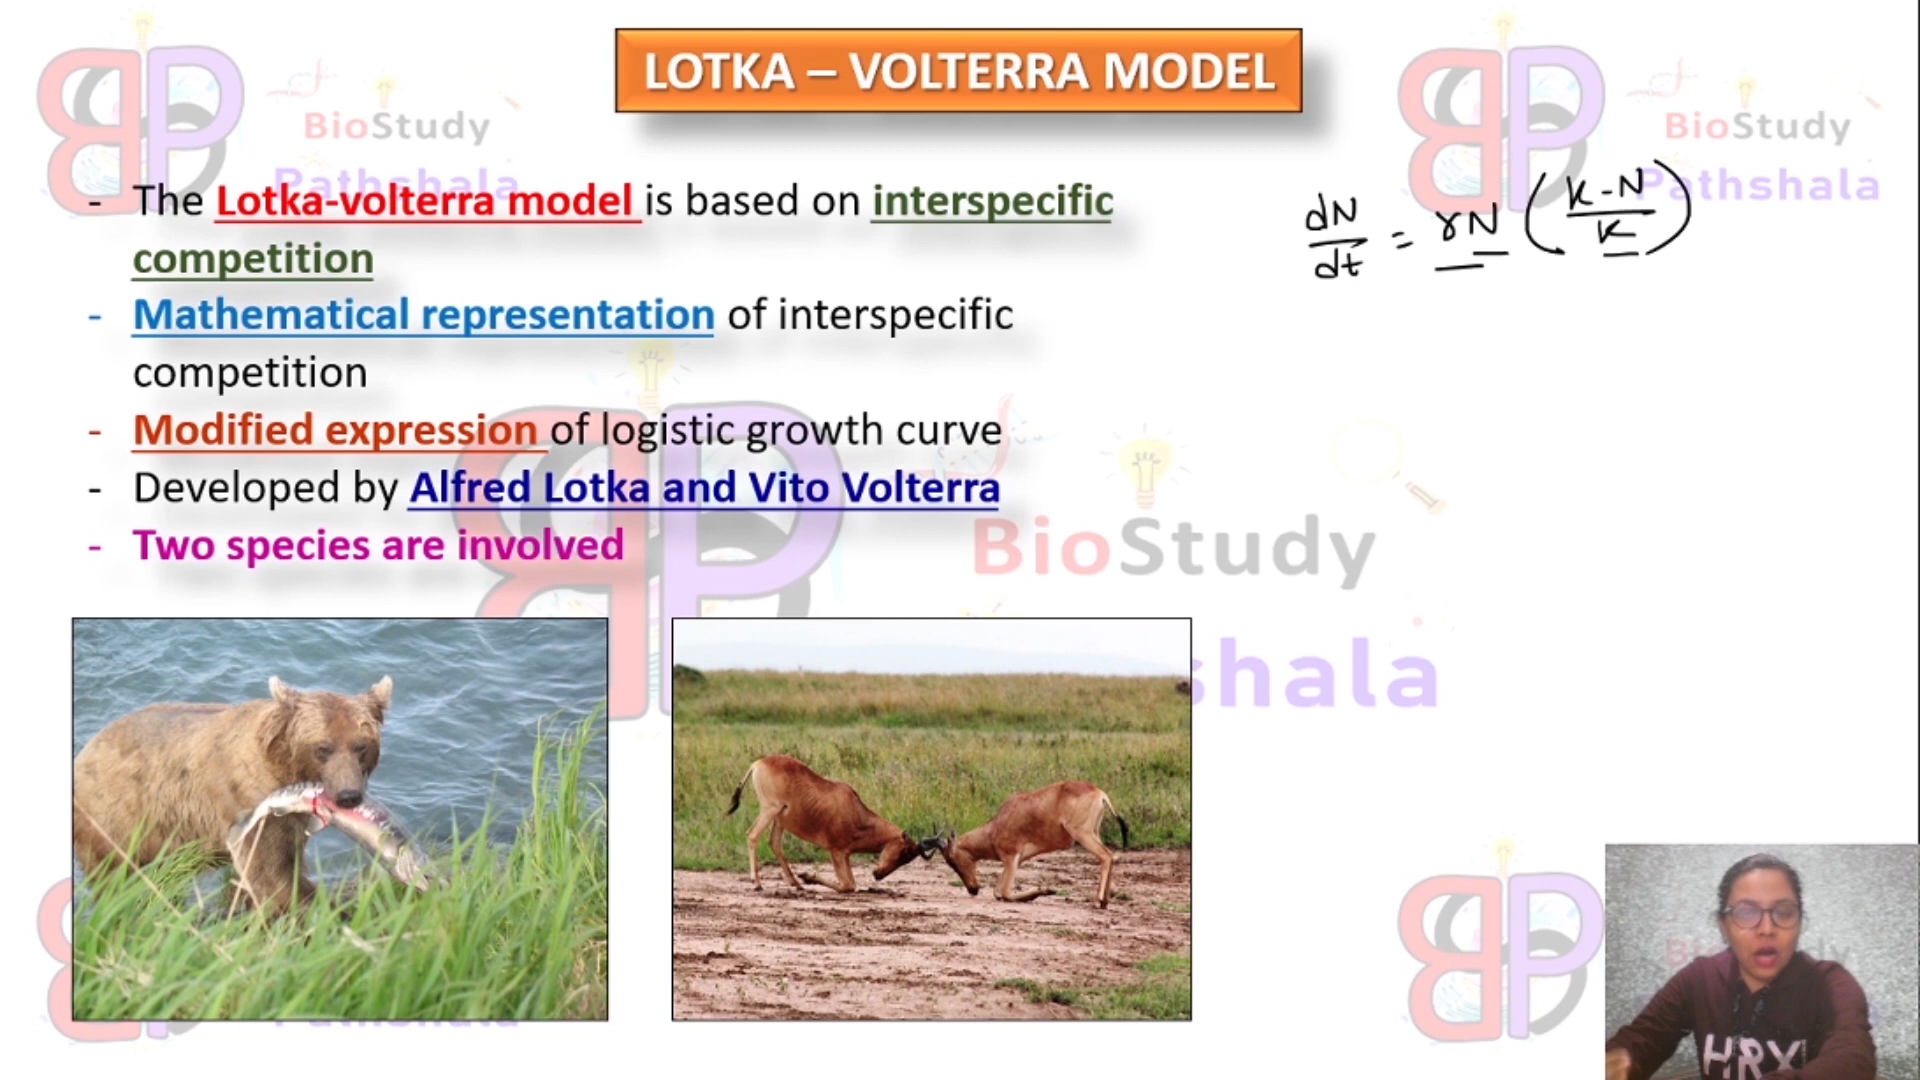 LOTKA – VOLTERRA MODEL
BioStudy
Pathshala
BioStudy
Pathshala
- The Lotka-volterra model is based on interspecific
competition
- Mathematical representation of interspecific
competition
- Modified expression of logistic growth curve
- Developed by Alfred Lotka and Vito Volterra
- Two species are involved
dN/dt = rN (K-N/K)
BioStudy
shala
HRX